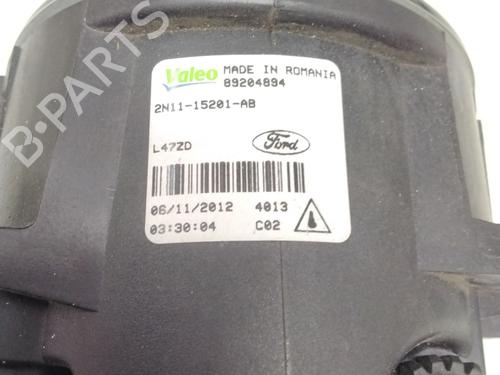 Valeo MADE IN ROMANIA
89204894
2N11-15201-AB
L47ZD Ford
06/11/2012 4013
03:30:04 C02
B-PARTS